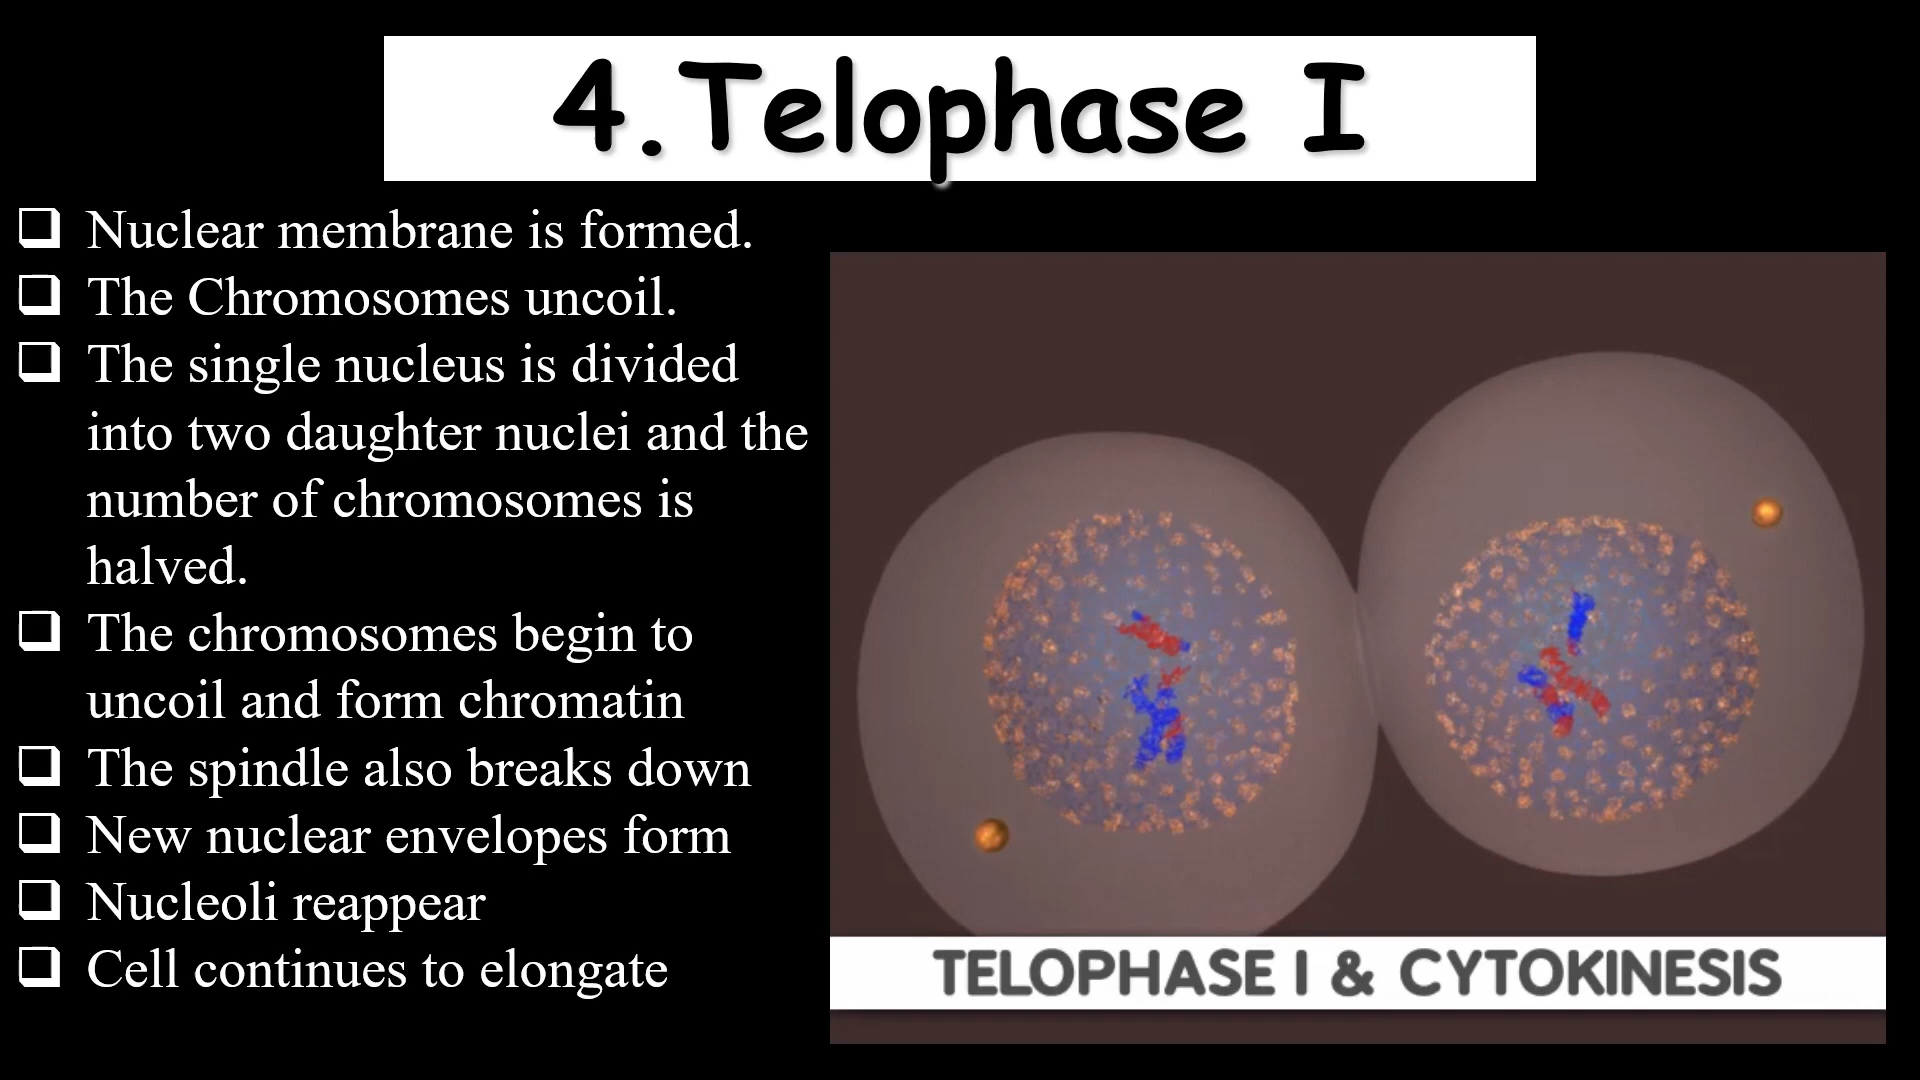 4.Telophase I
Nuclear membrane is formed.
The Chromosomes uncoil.
The single nucleus is divided
into two daughter nuclei and the
number of chromosomes is
halved.
The chromosomes begin to
uncoil and form chromatin
The spindle also breaks down
New nuclear envelopes form
Nucleoli reappear
Cell continues to elongate
TELOPHASE I & CYTOKINESIS